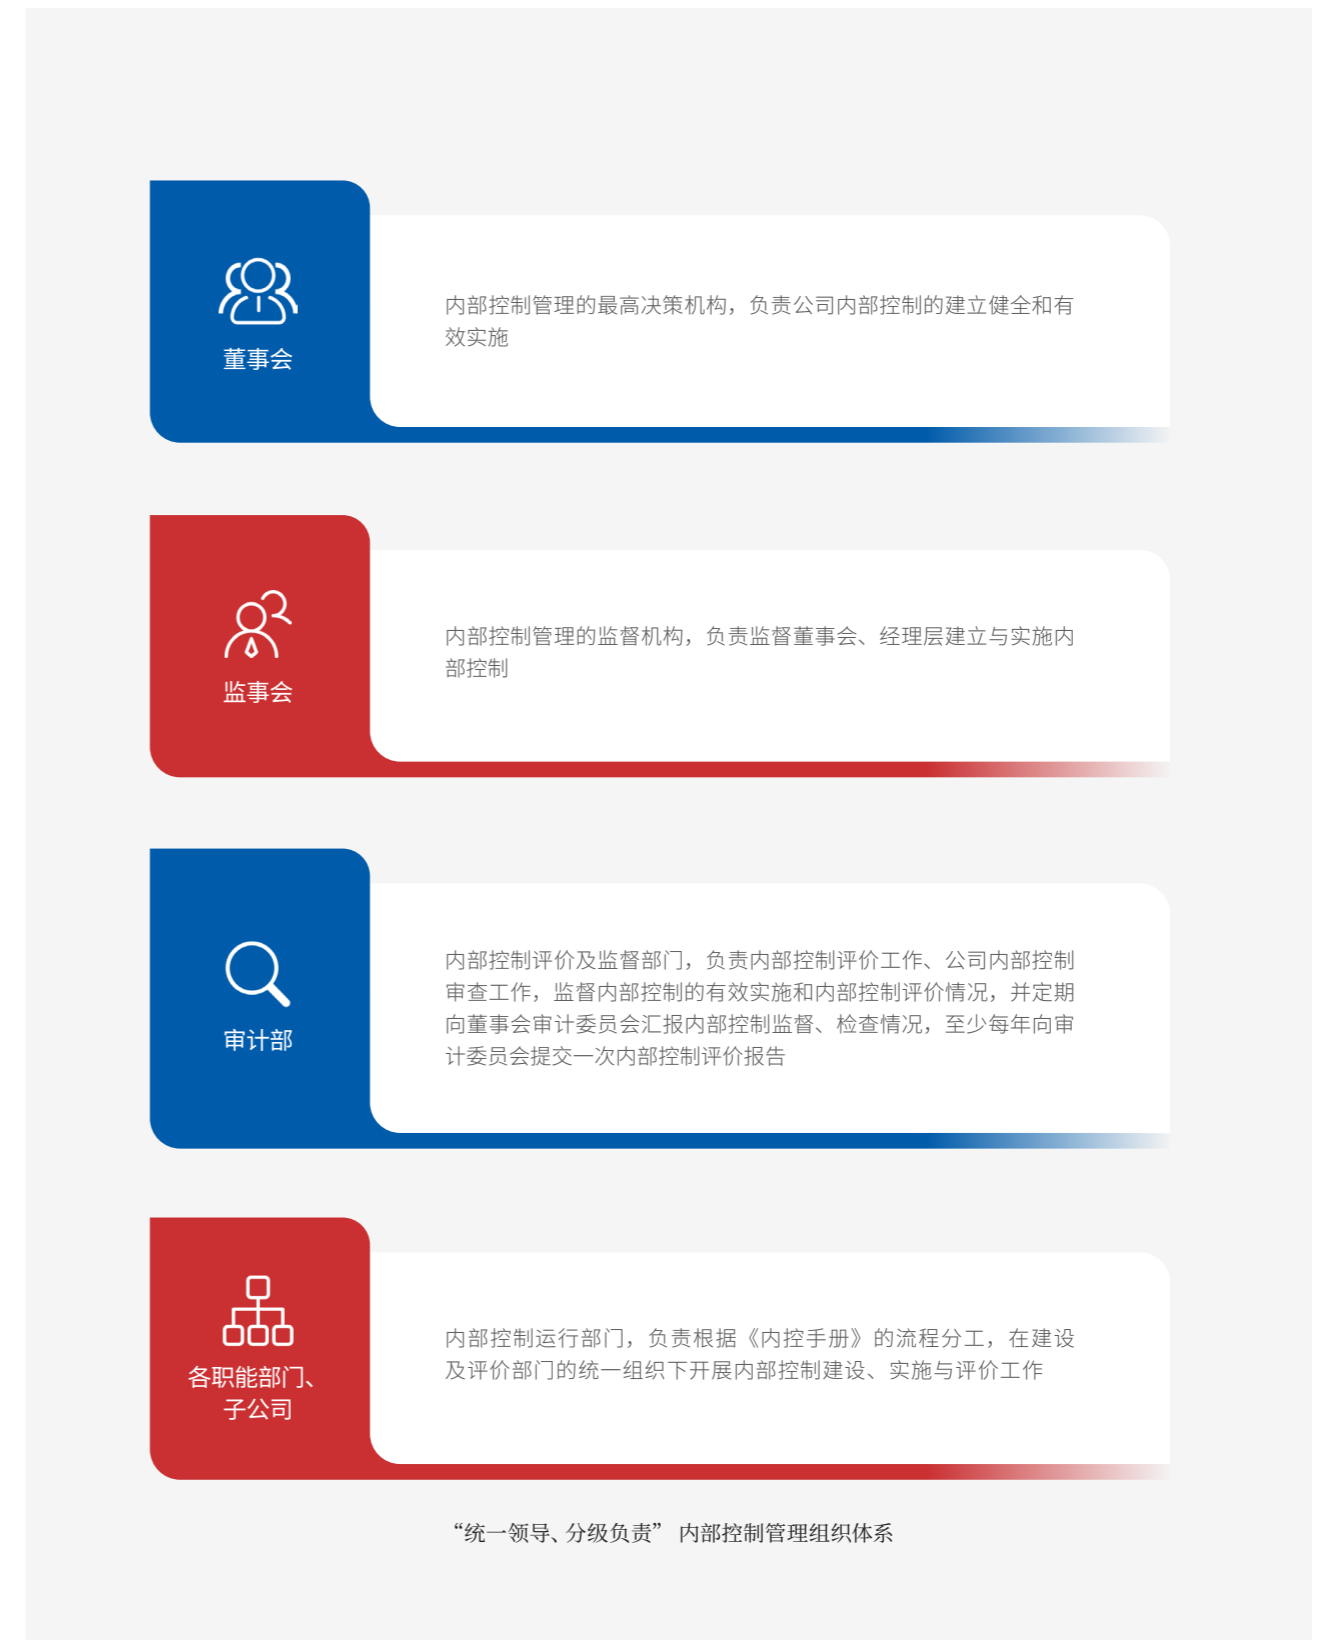 董事会
内部控制管理的最高决策机构，负责公司内部控制的建立健全和有
效实施
监事会
内部控制管理的监督机构，负责监督董事会、经理层建立与实施内
部控制
审计部
内部控制评价及监督部门，负责内部控制评价工作、公司内部控制
审查工作，监督内部控制的有效实施和内部控制评价情况，并定期
向董事会审计委员会汇报内部控制监督、检查情况，至少每年向审
计委员会提交一次内部控制评价报告
各职能部门、
子公司
内部控制运行部门，负责根据《内控手册》的流程分工，在建设
及评价部门的统一组织下开展内部控制建设、实施与评价工作
“统一领导、分级负责” 内部控制管理组织体系